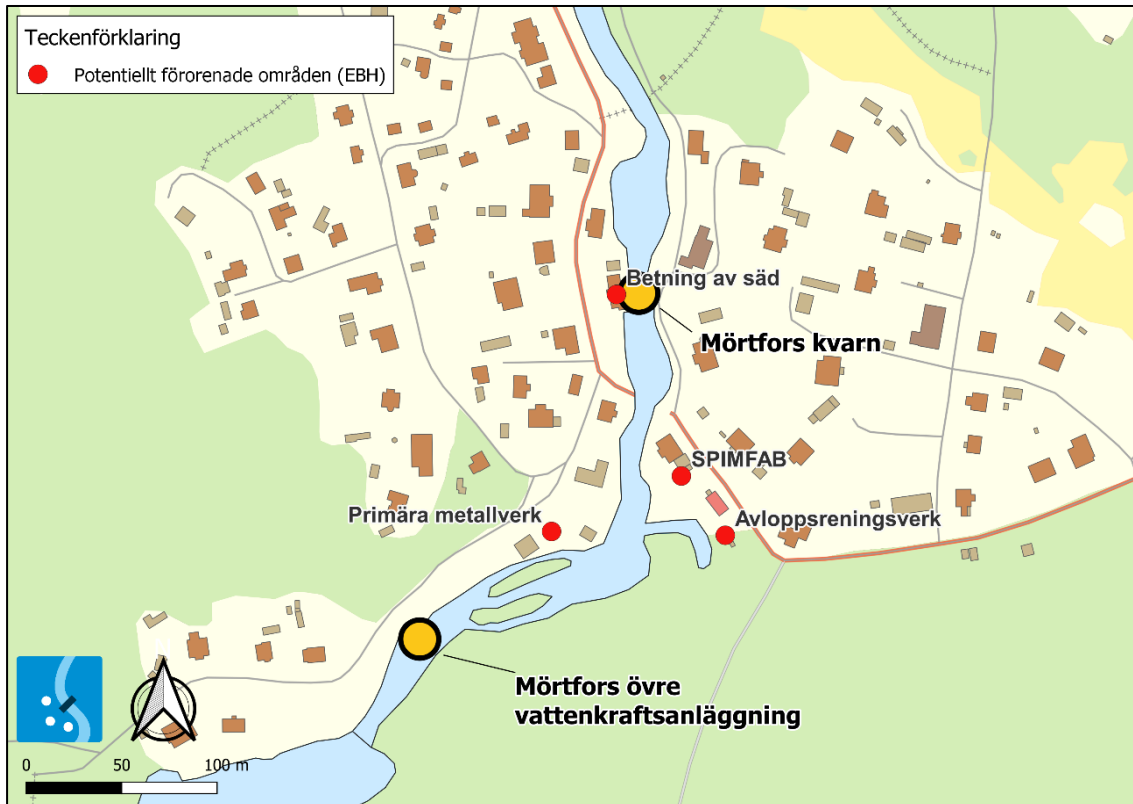 Teckenförklaring
Potentiellt förorenade områden (EBH)
Betning av säd
Mörtfors kvarn
SPIMFAB
Primära metallverk
Avloppsreningsverk
Mörtfors övre
vattenkraftsanläggning
0 50 100 m